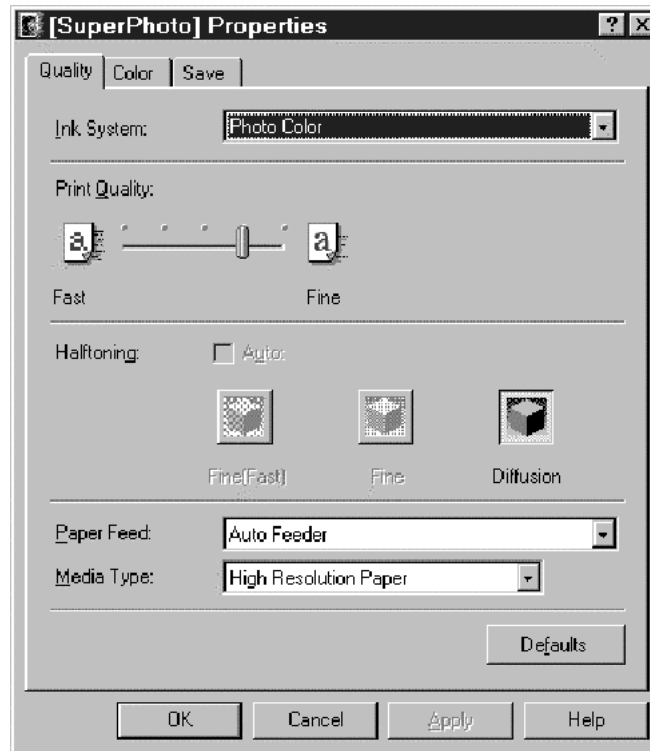 [SuperPhoto] Properties
Quality Color Save
Ink System: Photo Color
Print Quality:
a a
Fast Fine
Halftoning: Auto:
Fine(Fast) Fine Diffusion
Paper Feed: Auto Feeder
Media Type: High Resolution Paper
Defaults
OK Cancel Apply Help